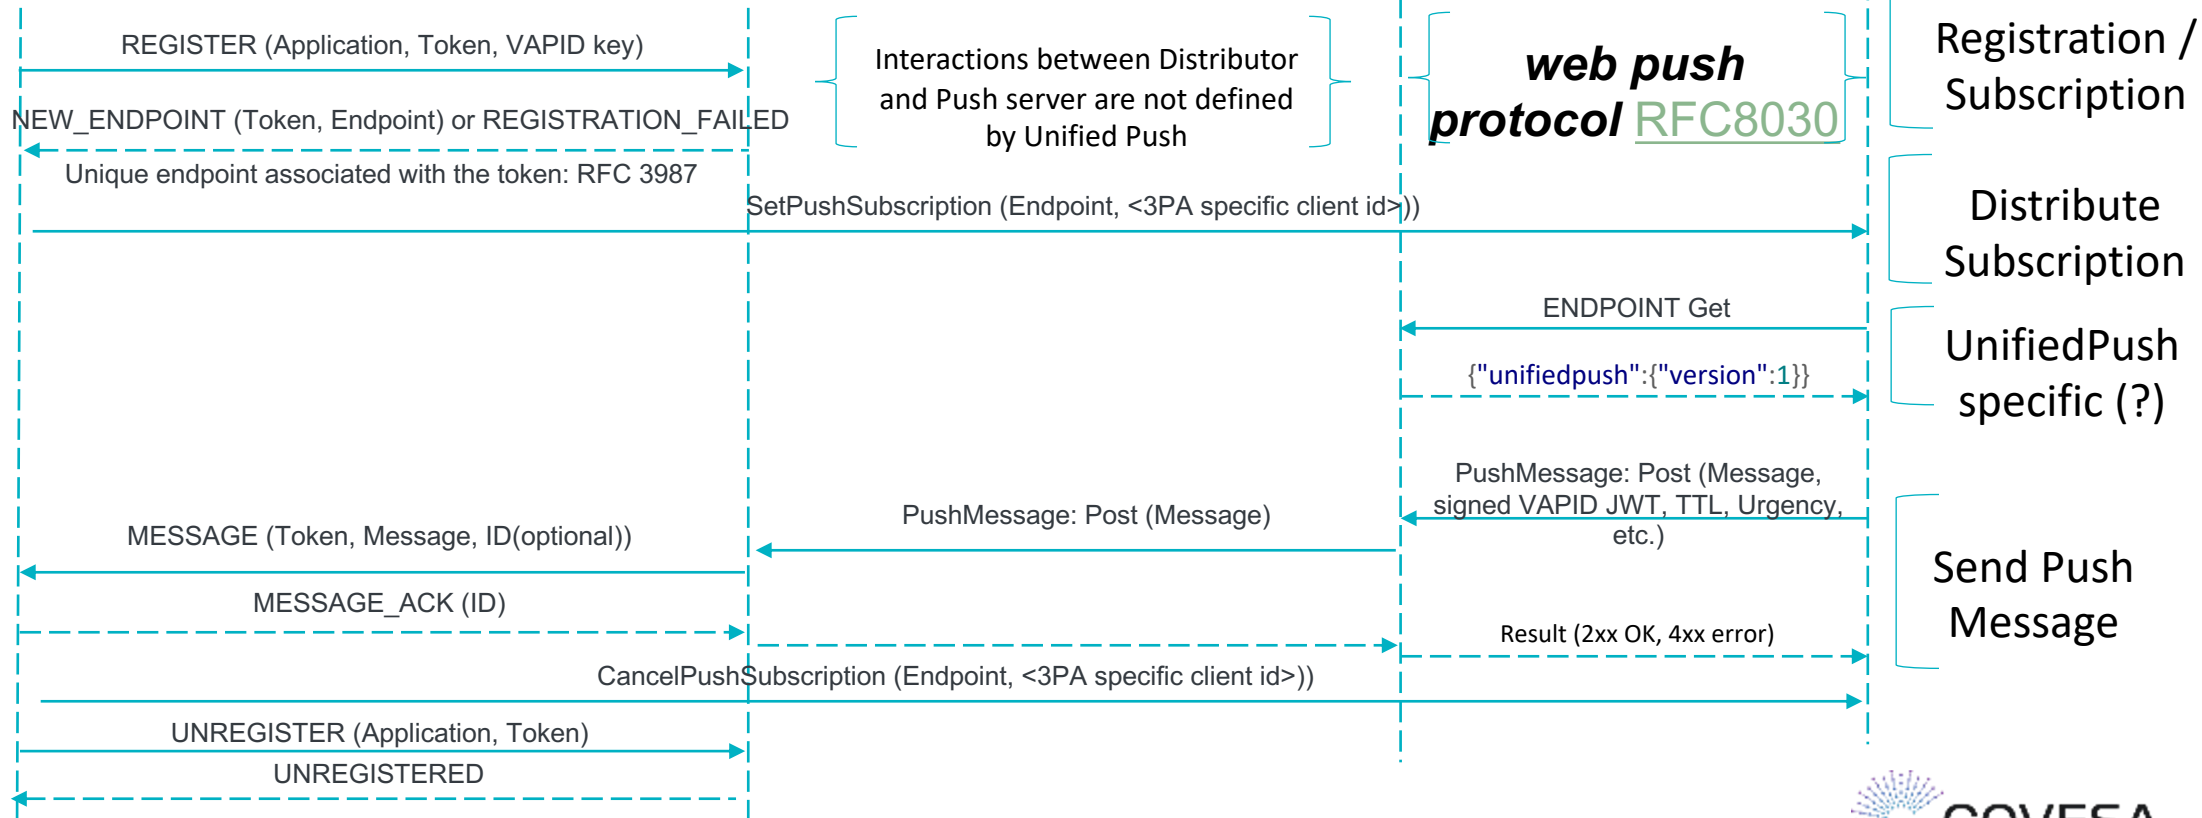 REGISTER (Application, Token, VAPID key)
NEW_ENDPOINT (Token, Endpoint) or REGISTRATION_FAILED
Unique endpoint associated with the token: RFC 3987
Interactions between Distributor
and Push server are not defined
by Unified Push
web push
protocol RFC8030
Registration /
Subscription
SetPushSubscription (Endpoint, <3PA specific client id>))
Distribute
Subscription
ENDPOINT Get
{"unifiedpush":{"version":1}}
UnifiedPush
specific (?)
PushMessage: Post (Message,
signed VAPID JWT, TTL, Urgency,
etc.)
PushMessage: Post (Message)
MESSAGE (Token, Message, ID(optional))
MESSAGE_ACK (ID)
Result (2xx OK, 4xx error)
Send Push
Message
CancelPushSubscription (Endpoint, <3PA specific client id>))
UNREGISTER (Application, Token)
UNREGISTERED
COVESA